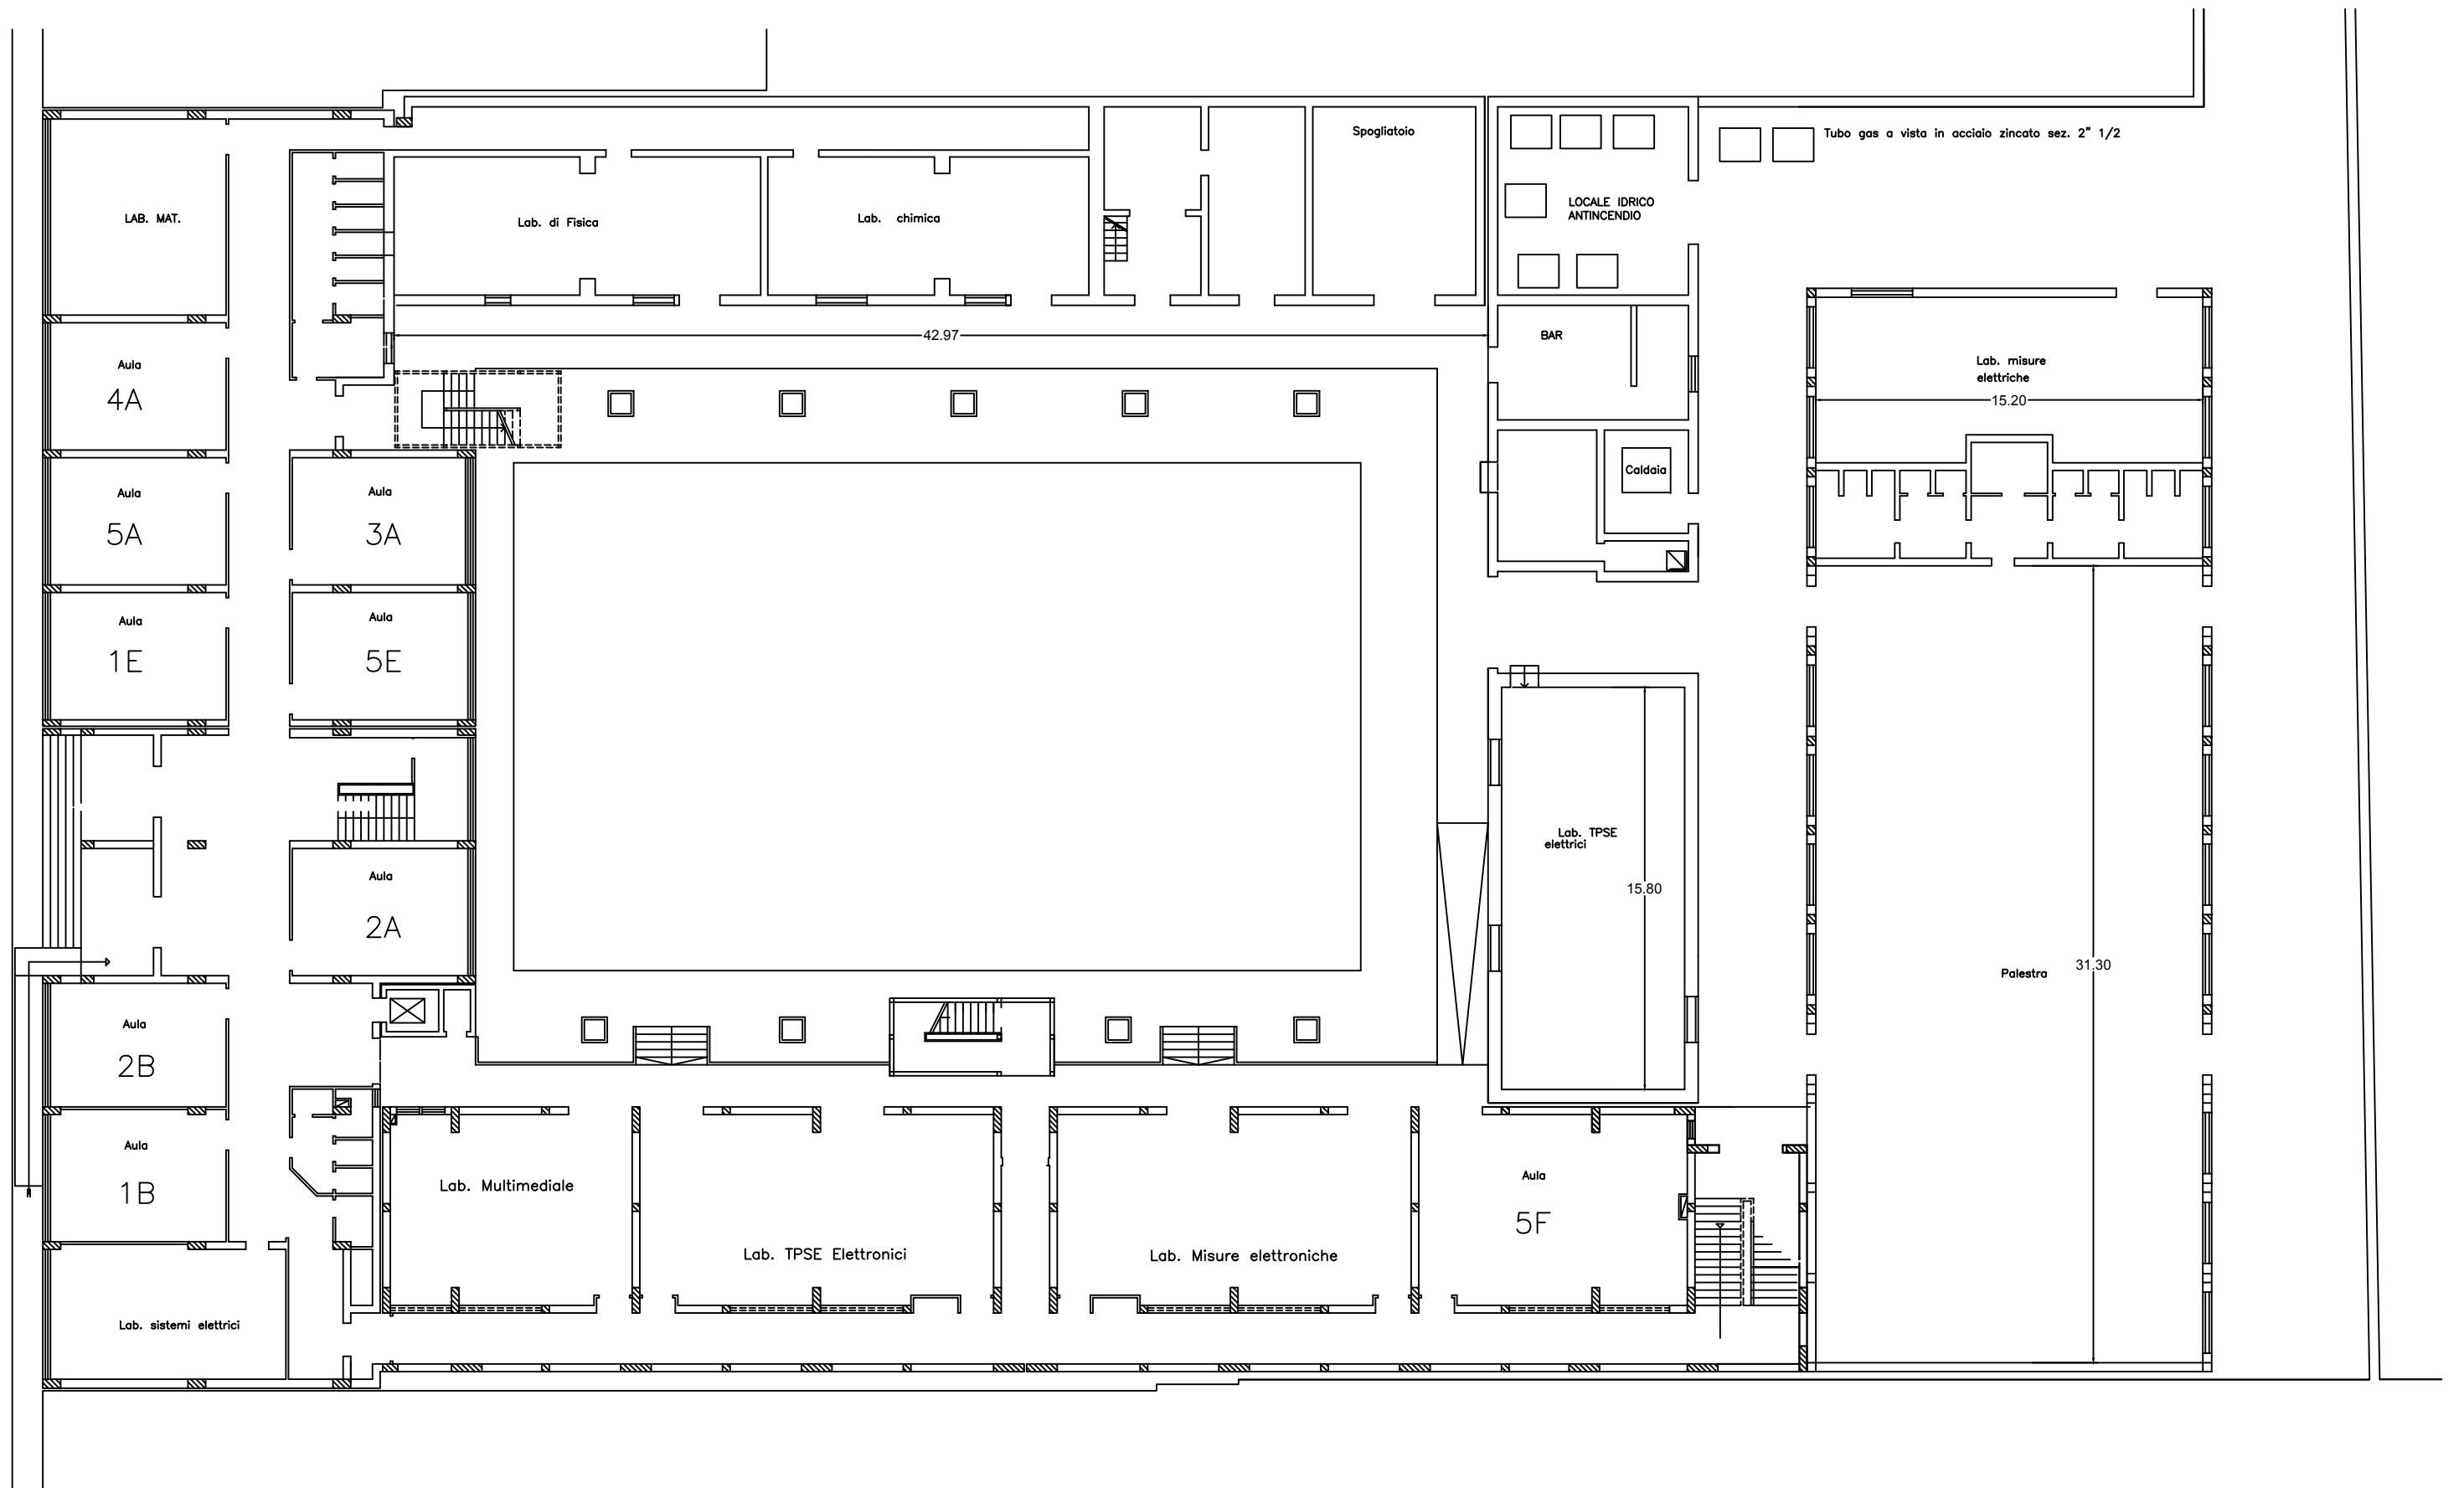 Spogliatoio
Tubo gas a vista in acciaio zincato sez. 2" 1/2
LAB. MAT.
Lab. di Fisica
Lab. chimica
LOCALE IDRICO
ANTINCENDIO
42.97
BAR
Aula
4A
Lab. misure
elettriche
15.20
Caldaia
Aula
5A
Aula
3A
Aula
1E
Aula
5E
Lab. TPSE
elettrici
15.80
Aula
2A
Palestra
31.30
Aula
2B
Aula
1B
Lab. Multimediale
Lab. TPSE Elettronici
Lab. Misure elettroniche
Aula
5F
Lab. sistemi elettrici